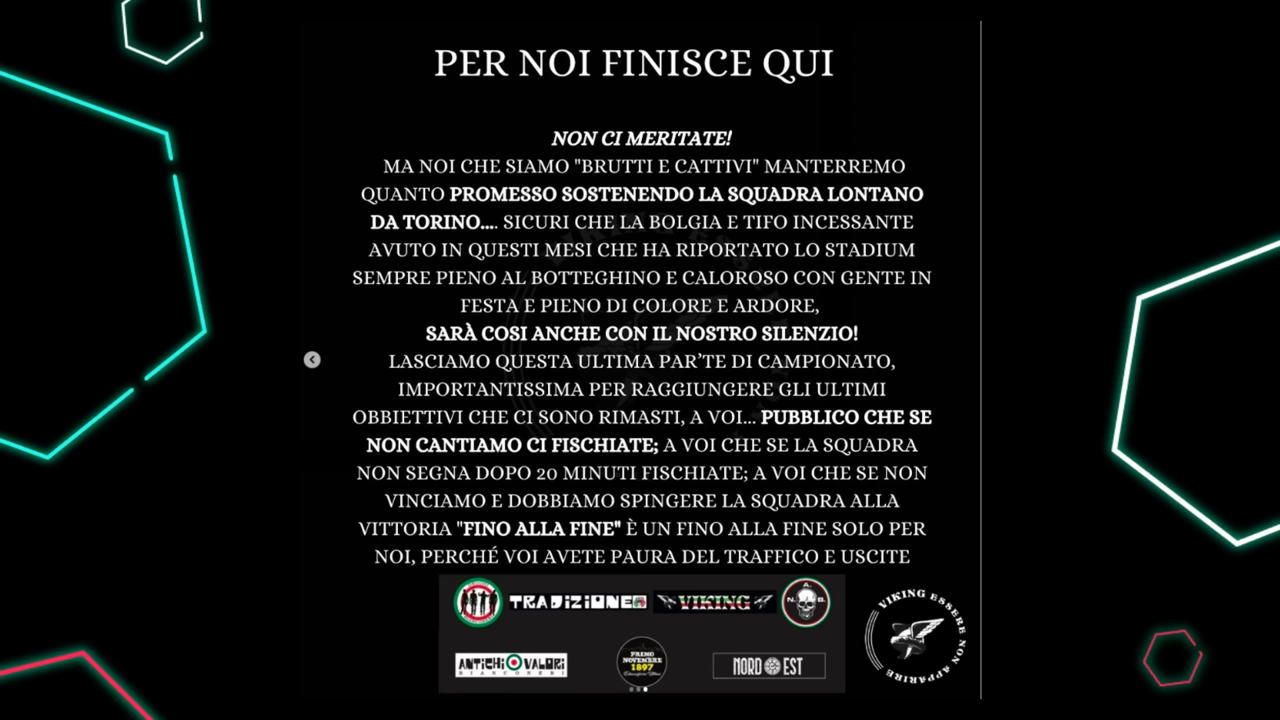 PER NOI FINISCE QUI
NON CI MERITATE!
MA NOI CHE SIAMO "BRUTTI E CATTIVI" MANTERREMO
QUANTO PROMESSO SOSTENENDO LA SQUADRA LONTANO
DA TORINO.... SICURI CHE LA BOLGIA E TIFO INCESSANTE
AVUTO IN QUESTI MESI CHE HA RIPORTATO LO STADIUM
SEMPRE PIENO AL BOTTEGHINO E CALOROSO CON GENTE IN
FESTA E PIENO DI COLORE E ARDORE,
SARÀ COSI ANCHE CON IL NOSTRO SILENZIO!
LASCIAMO QUESTA ULTIMA PAR'TE DI CAMPIONATO,
IMPORTANTISSIMA PER RAGGIUNGERE GLI ULTIMI
OBBIETTIVI CHE CI SONO RIMASTI, A VOI... PUBBLICO CHE SE
NON CANTIAMO CI FISCHIATE; A VOI CHE SE LA SQUADRA
NON SEGNA DOPO 20 MINUTI FISCHIATE; A VOI CHE SE NON
VINCIAMO E DOBBIAMO SPINGERE LA SQUADRA ALLA
VITTORIA "FINO ALLA FINE" È UN FINO ALLA FINE SOLO PER
NOI, PERCHÉ VOI AVETE PAURA DEL TRAFFICO E USCITE
TRADIZIONE
VIKING
N. A. B.
VIKING ESSERE NON APPARIRE
ANTICHI VALORI
BIANCONERI
PRIMO
NOVEMBRE
1897
NORD EST